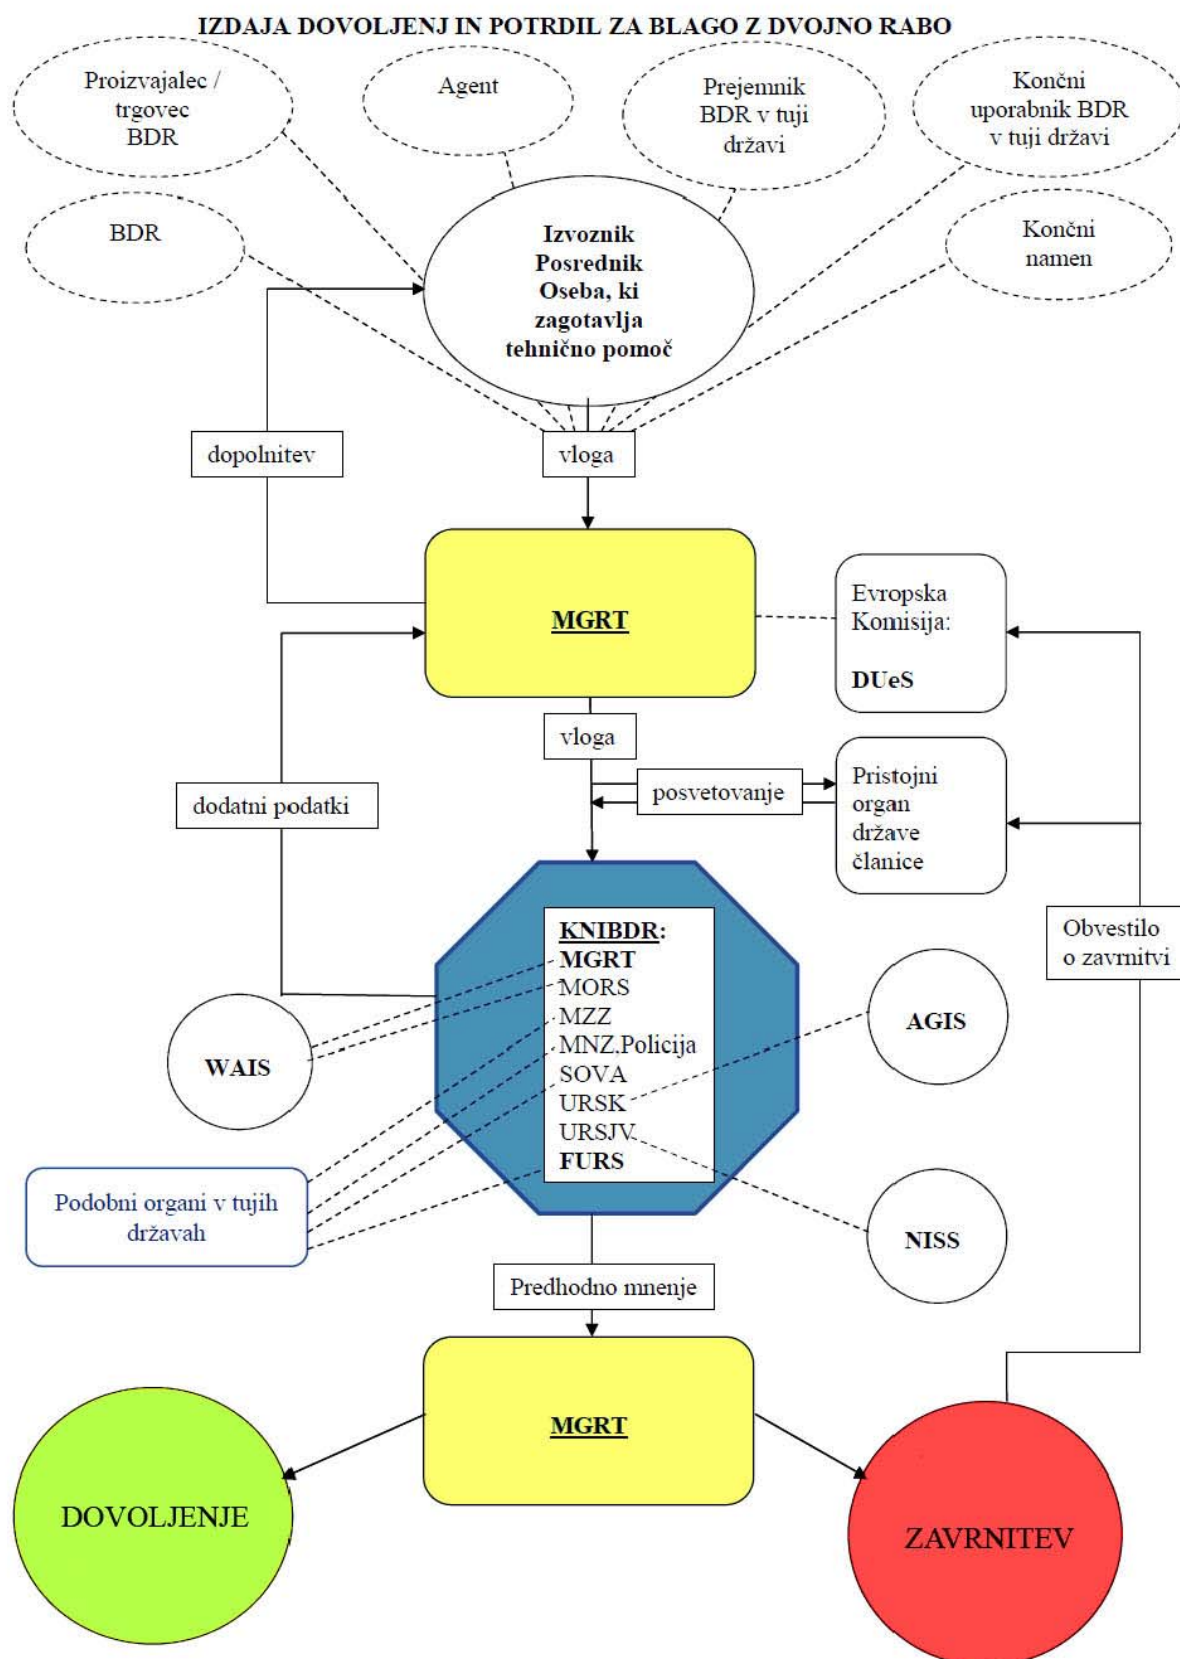 IZDAJA DOVOLJENJ IN POTRDIL ZA BLAGO Z DVOJNO RABO
Proizvajalec /
trgovec
BDR
Agent
Prejemnik
BDR v tuji
državi
Končni
uporabnik BDR
v tuji državi
BDR
Izvoznik
Posrednik
Oseba, ki
zagotavlja
tehnično pomoč
Končni
namen
dopolnitev
vloga
MGRT
Evropska
Komisija:
DUeS
vloga
dodatni podatki
posvetovanje
Pristojni
organ
države
članice
KNIBDR:
MGRT
MORS
MZZ
MNZ,Policija
SOVA
URSK
URSJV
FURS
Obvestilo
o zavrnitvi
WAIS
AGIS
Podobni organi v tujih
državah
NISS
Predhodno mnenje
MGRT
DOVOLJENJE
ZAVRNITEV